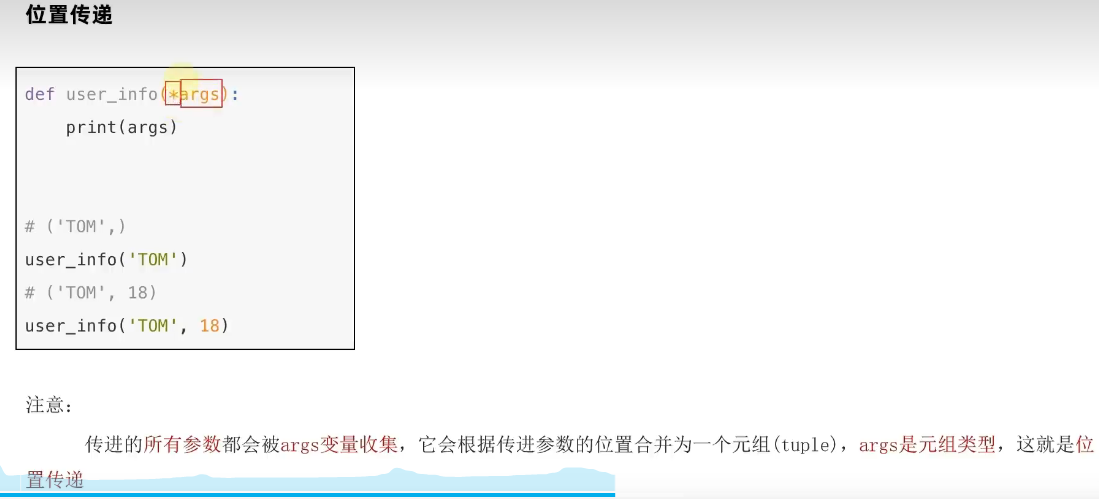 位置传递
def user_info(*args):
print(args)
# ('TOM',)
user_info('TOM')
# ('TOM', 18)
user_info('TOM', 18)
注意:
传进的所有参数都会被args变量收集，它会根据传进参数的位置合并为一个元组(tuple)，args是元组类型，这就是位
置传递